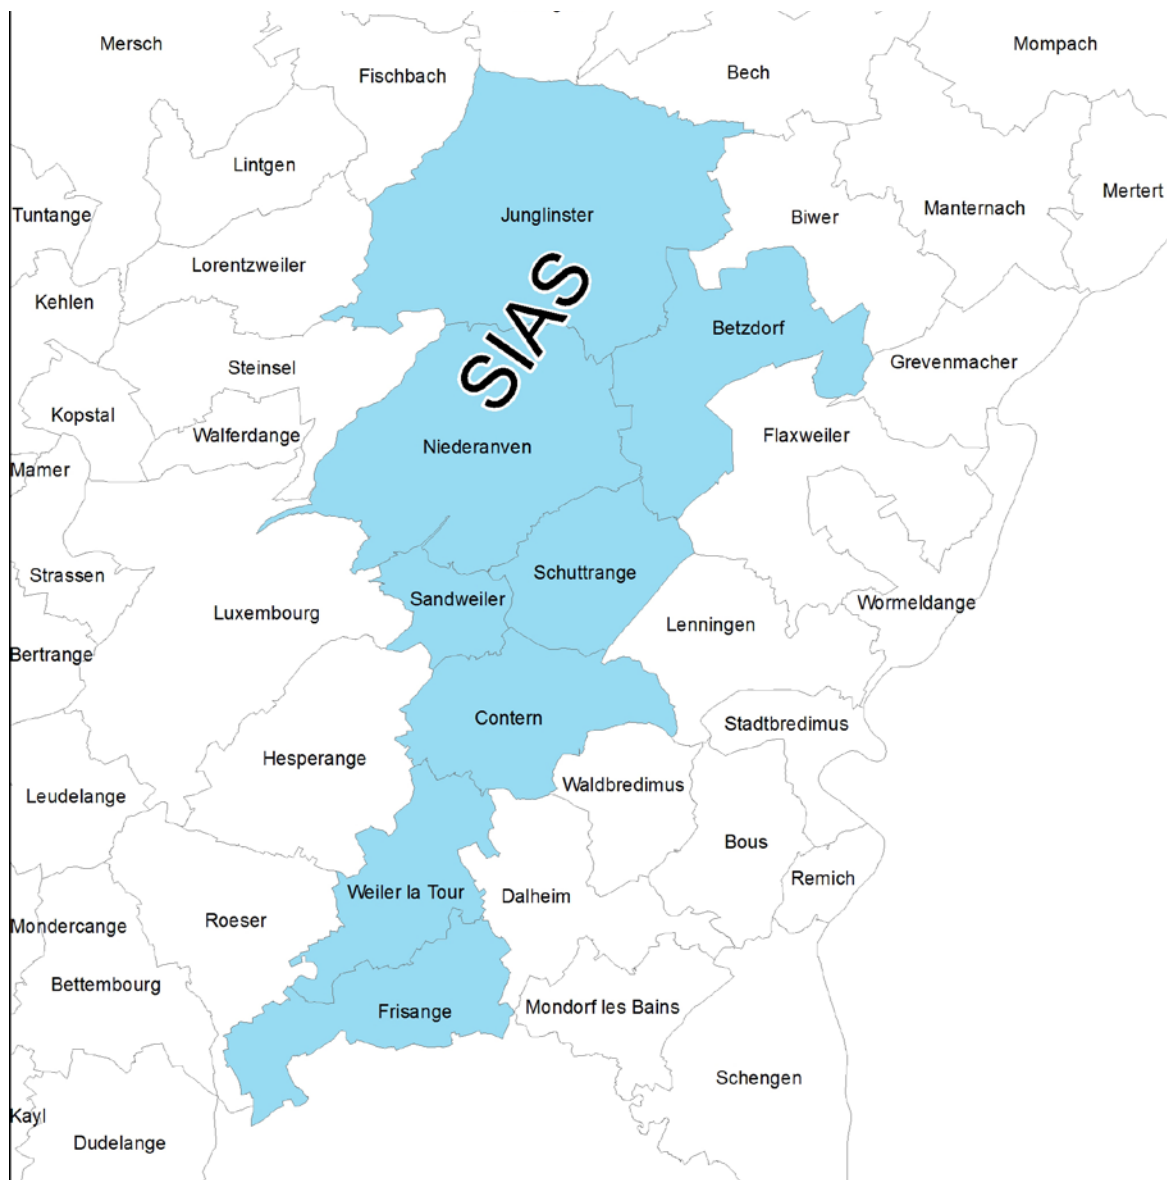 Mersch
Mompach
Fischbach
Bech
Lintgen
Mertert
Tuntange
Junglinster
Biwer
Manternach
Lorentzweiler
Kehlen
SIAS
Betzdorf
Steinsel
Grevenmacher
Kopstal
Walferdange
Niederanven
Flaxweiler
Mamer
Strassen
Schuttrange
Sandweiler
Luxembourg
Wormeldange
Lenningen
Bertrange
Contern
Stadtbredimus
Hesperange
Waldbredimus
Leudelange
Bous
Remich
Weiler la Tour
Dalheim
Roeser
Mondercange
Bettembourg
Frisange
Mondorf les Bains
Schengen
Kayl
Dudelange